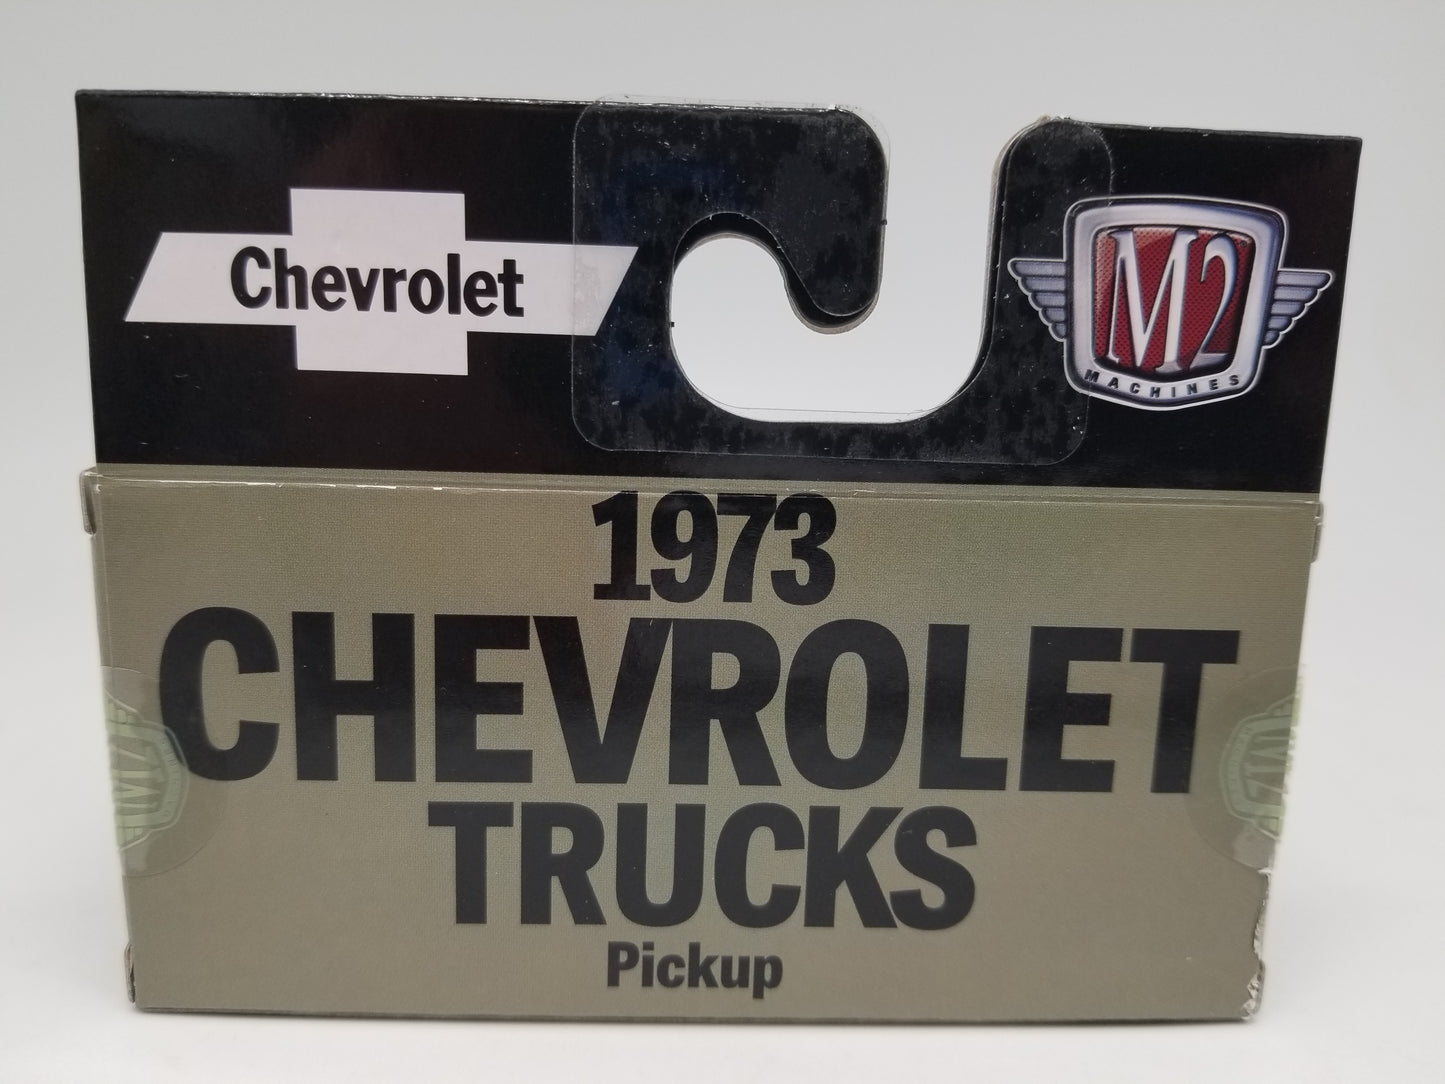 Chevrolet
M2
MACHINES
1973
CHEVROLET
TRUCKS
Pickup